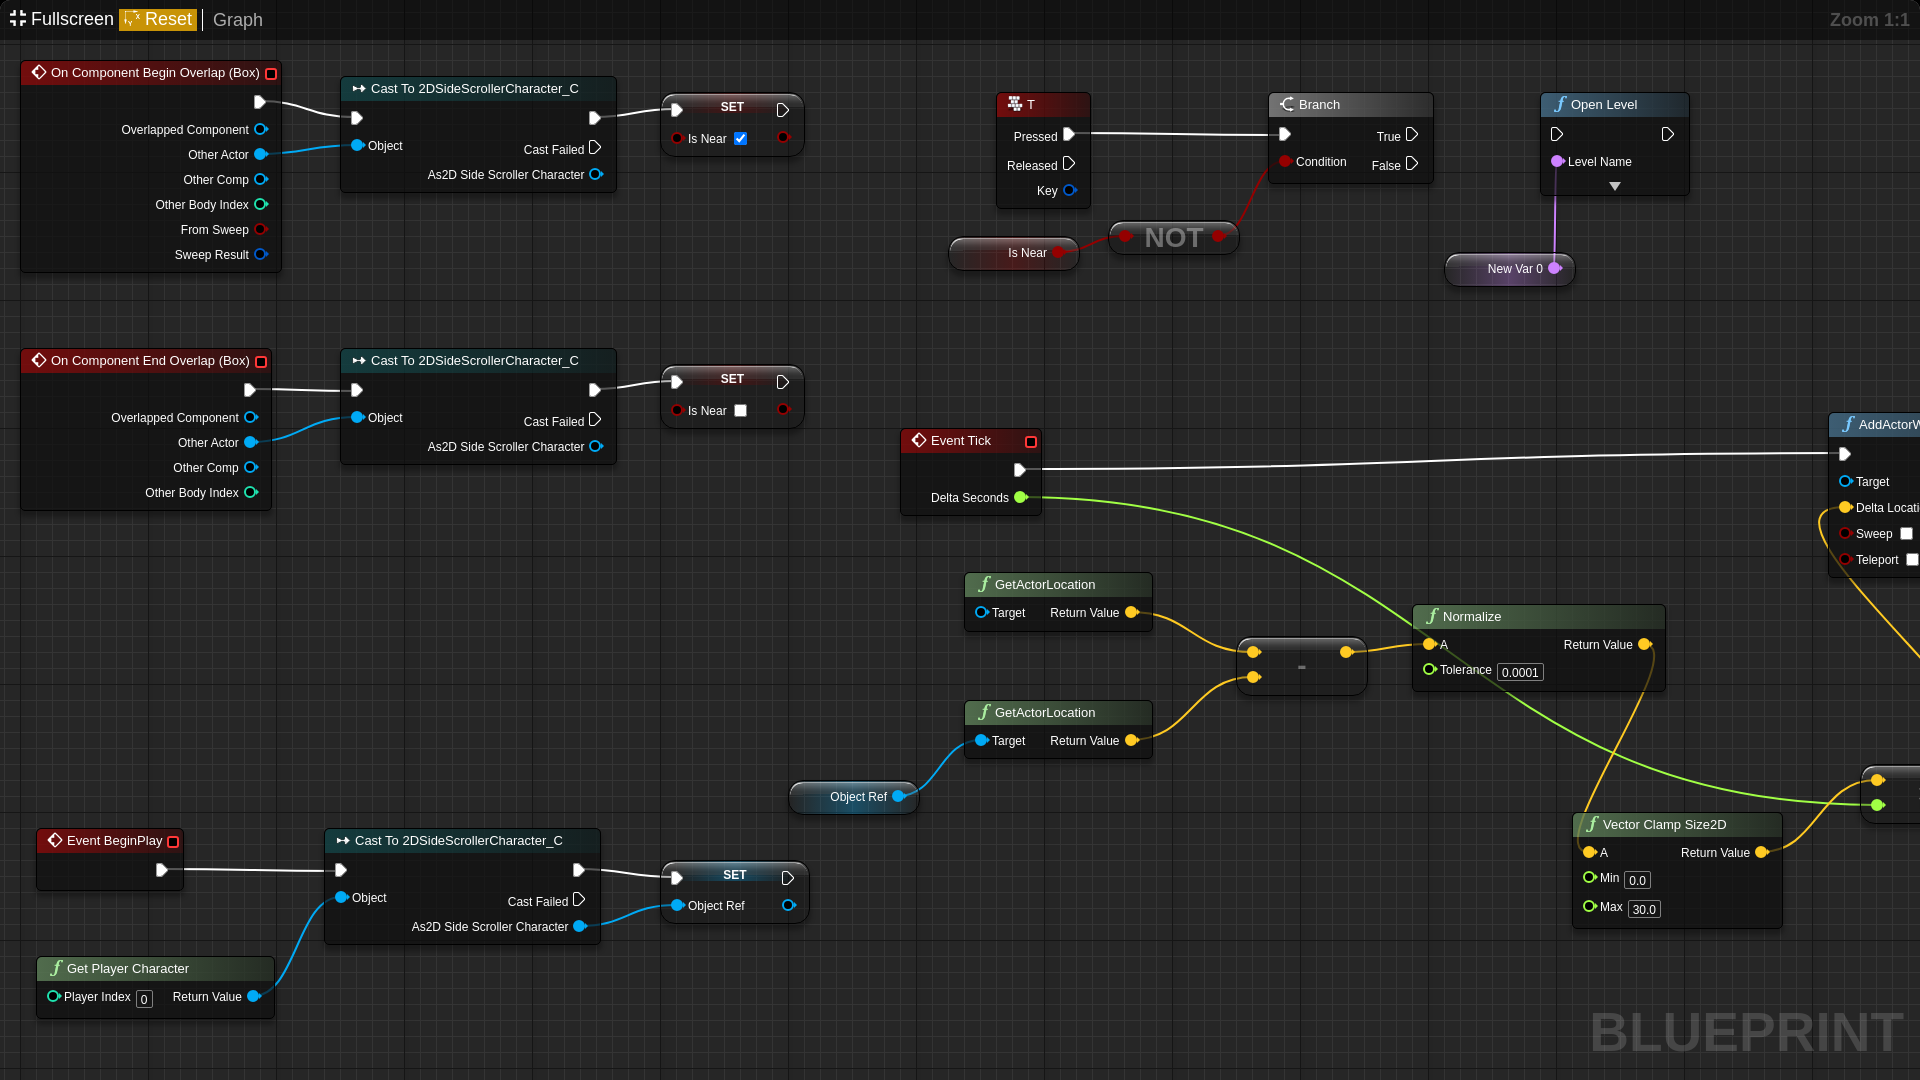 Fullscreen Reset Graph
Zoom 1:1
On Component Begin Overlap (Box)
Overlapped Component
Other Actor
Other Comp
Other Body Index
From Sweep
Sweep Result
Cast To 2DSideScrollerCharacter_C
Object
Cast Failed
As2D Side Scroller Character
SET
Is Near
T
Pressed
Released
Key
Branch
True
Condition
False
Open Level
Level Name
Is Near
NOT
New Var 0
On Component End Overlap (Box)
Overlapped Component
Other Actor
Other Comp
Other Body Index
Cast To 2DSideScrollerCharacter_C
Object
Cast Failed
As2D Side Scroller Character
SET
Is Near
Event Tick
Delta Seconds
AddActorW
Target
Delta Locati
Sweep
Teleport
GetActorLocation
Target Return Value
-
Normalize
A Return Value
Tolerance 0.0001
GetActorLocation
Target Return Value
Object Ref
Event BeginPlay
Cast To 2DSideScrollerCharacter_C
Object
Cast Failed
As2D Side Scroller Character
SET
Object Ref
Vector Clamp Size2D
A Return Value
Min 0.0
Max 30.0
Get Player Character
Player Index 0 Return Value
BLUEPRINT